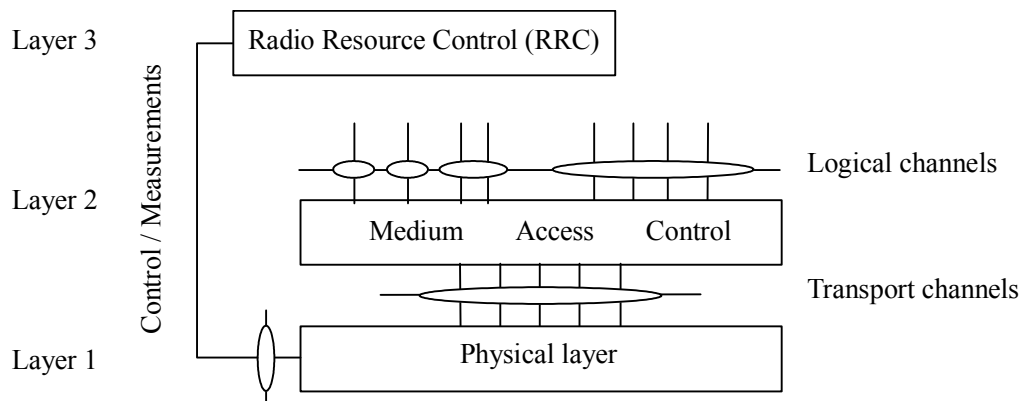 Layer 3
Radio Resource Control (RRC)
Control / Measurements
Logical channels
Layer 2
Medium Access Control
Transport channels
Layer 1
Physical layer